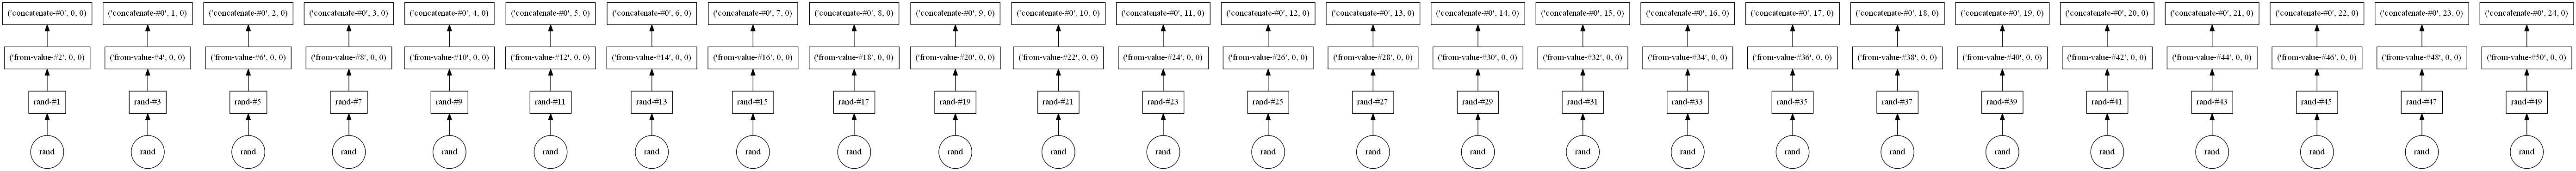 ('concatenate-#0', 0, 0) ('concatenate-#0', 1, 0) ('concatenate-#0', 2, 0) ('concatenate-#0', 3, 0) ('concatenate-#0', 4, 0) ('concatenate-#0', 5, 0) ('concatenate-#0', 6, 0) ('concatenate-#0', 7, 0) ('concatenate-#0', 8, 0) ('concatenate-#0', 9, 0) ('concatenate-#0', 10, 0) ('concatenate-#0', 11, 0) ('concatenate-#0', 12, 0) ('concatenate-#0', 13, 0) ('concatenate-#0', 14, 0) ('concatenate-#0', 15, 0) ('concatenate-#0', 16, 0) ('concatenate-#0', 17, 0) ('concatenate-#0', 18, 0) ('concatenate-#0', 19, 0) ('concatenate-#0', 20, 0) ('concatenate-#0', 21, 0) ('concatenate-#0', 22, 0) ('concatenate-#0', 23, 0) ('concatenate-#0', 24, 0)
('from-value-#2', 0, 0) ('from-value-#4', 0, 0) ('from-value-#6', 0, 0) ('from-value-#8', 0, 0) ('from-value-#10', 0, 0) ('from-value-#12', 0, 0) ('from-value-#14', 0, 0) ('from-value-#16', 0, 0) ('from-value-#18', 0, 0) ('from-value-#20', 0, 0) ('from-value-#22', 0, 0) ('from-value-#24', 0, 0) ('from-value-#26', 0, 0) ('from-value-#28', 0, 0) ('from-value-#30', 0, 0) ('from-value-#32', 0, 0) ('from-value-#34', 0, 0) ('from-value-#36', 0, 0) ('from-value-#38', 0, 0) ('from-value-#40', 0, 0) ('from-value-#42', 0, 0) ('from-value-#44', 0, 0) ('from-value-#46', 0, 0) ('from-value-#48', 0, 0) ('from-value-#50', 0, 0)
rand-#1 rand-#3 rand-#5 rand-#7 rand-#9 rand-#11 rand-#13 rand-#15 rand-#17 rand-#19 rand-#21 rand-#23 rand-#25 rand-#27 rand-#29 rand-#31 rand-#33 rand-#35 rand-#37 rand-#39 rand-#41 rand-#43 rand-#45 rand-#47 rand-#49
rand rand rand rand rand rand rand rand rand rand rand rand rand rand rand rand rand rand rand rand rand rand rand rand rand